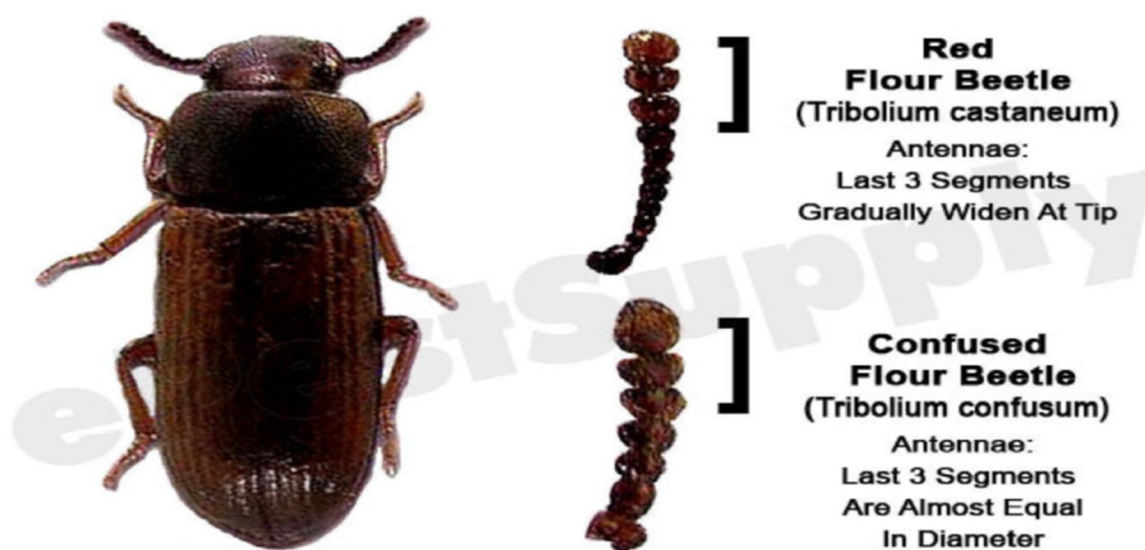 Red
Flour Beetle
(Tribolium castaneum)
Antennae:
Last 3 Segments
Gradually Widen At Tip
Confused
Flour Beetle
(Tribolium confusum)
Antennae:
Last 3 Segments
Are Almost Equal
In Diameter
ePestSupply